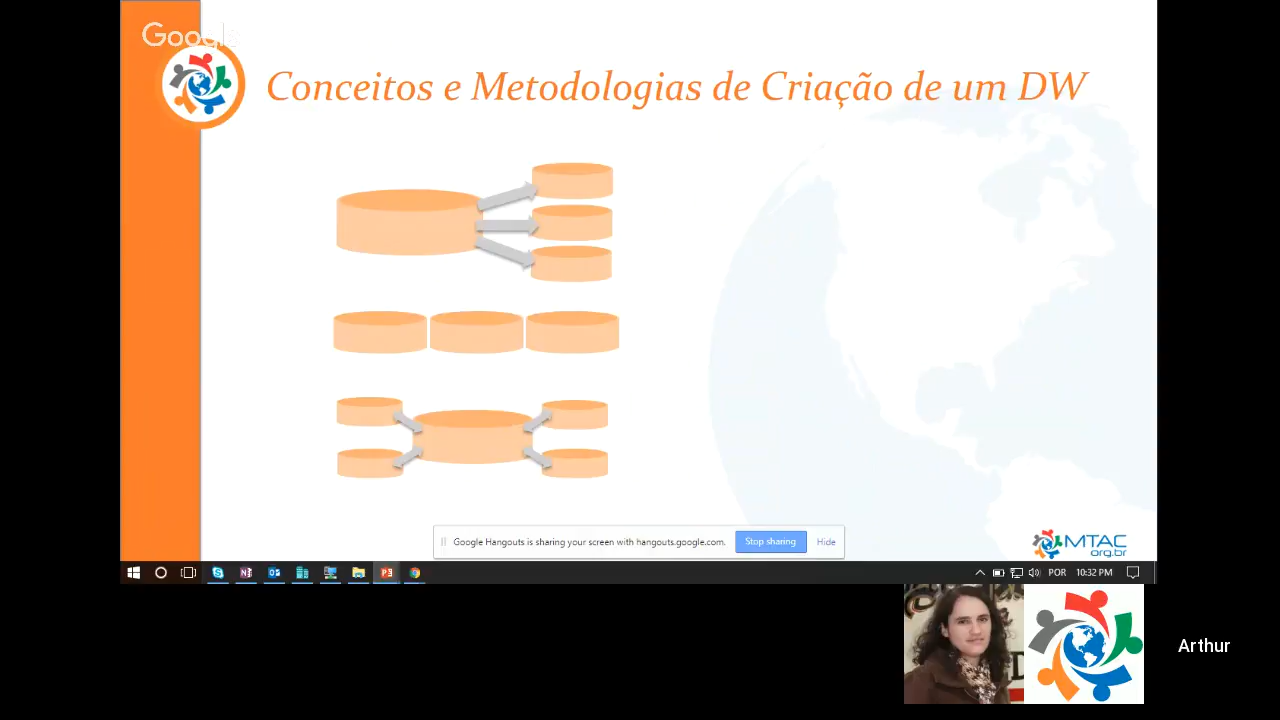 Google
Conceitos e Metodologias de Criação de um DW
Google Hangouts is sharing your screen with hangouts.google.com.
Stop sharing
Hide
MTAC
org.br
POR
10:32 PM
Arthur